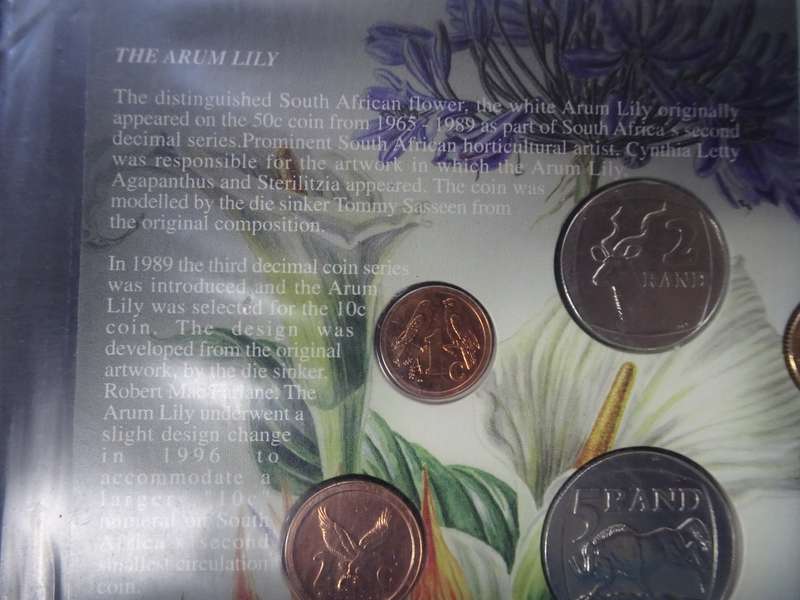 THE ARUM LILY
The distinguished South African flower, the white Arum Lily originally
appeared on the 50c coin from 1965 - 1989 as part of South Africa's second
decimal series.Prominent South African horticultural artist, Cynthia Letty
was responsible for the artwork in which the Arum Lily
Agapanthus and Sterilitzia appeared. The coin was
modelled by the die sinker Tommy Sasseen from
the original composition.
In 1989 the third decimal coin series
was introduced and the Arum
Lily was selected for the 10c
coin. The design was
developed from the original
artwork, by the die sinker.
Robert Mac Farlane. The
Arum Lily underwent a
slight design change
in 1996 to
accommodate a
largers "10c"
numeral on South
Africa's second
smallest circulation
coin.
2
RAND
1
C
5 RAND
2 C